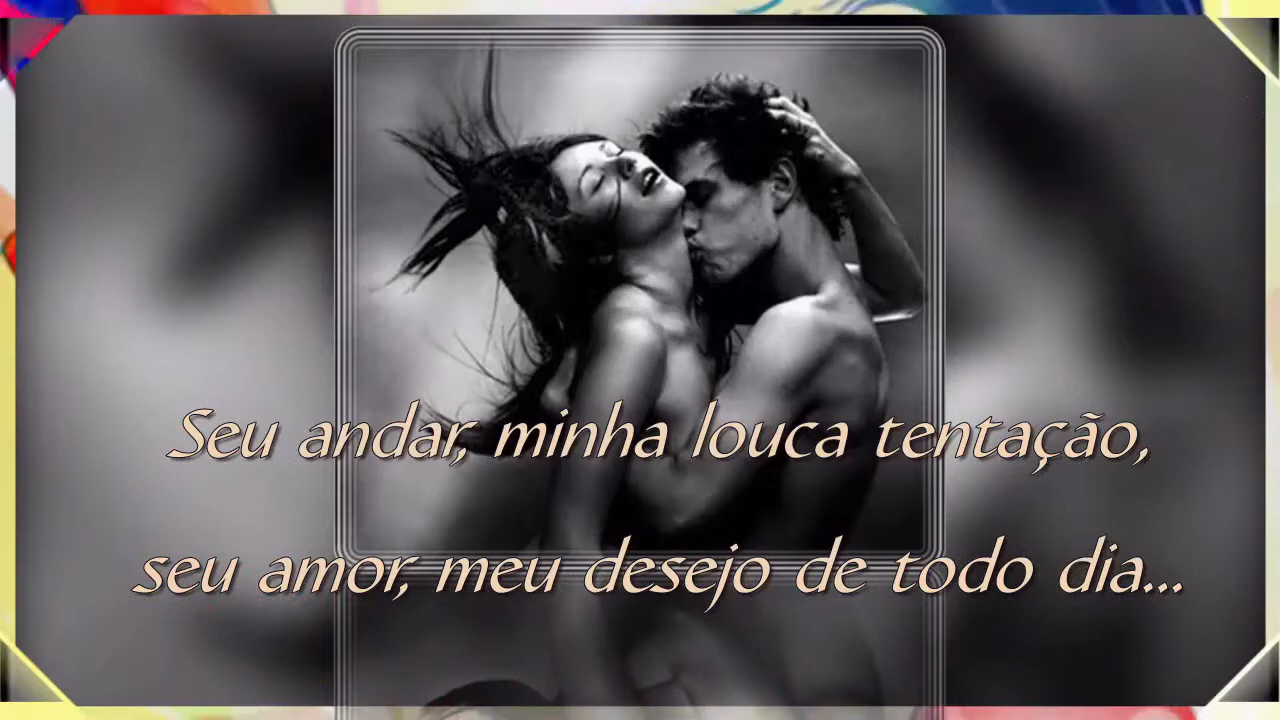 Seu andar, minha louca tentação,
seu amor, meu desejo de todo dia...